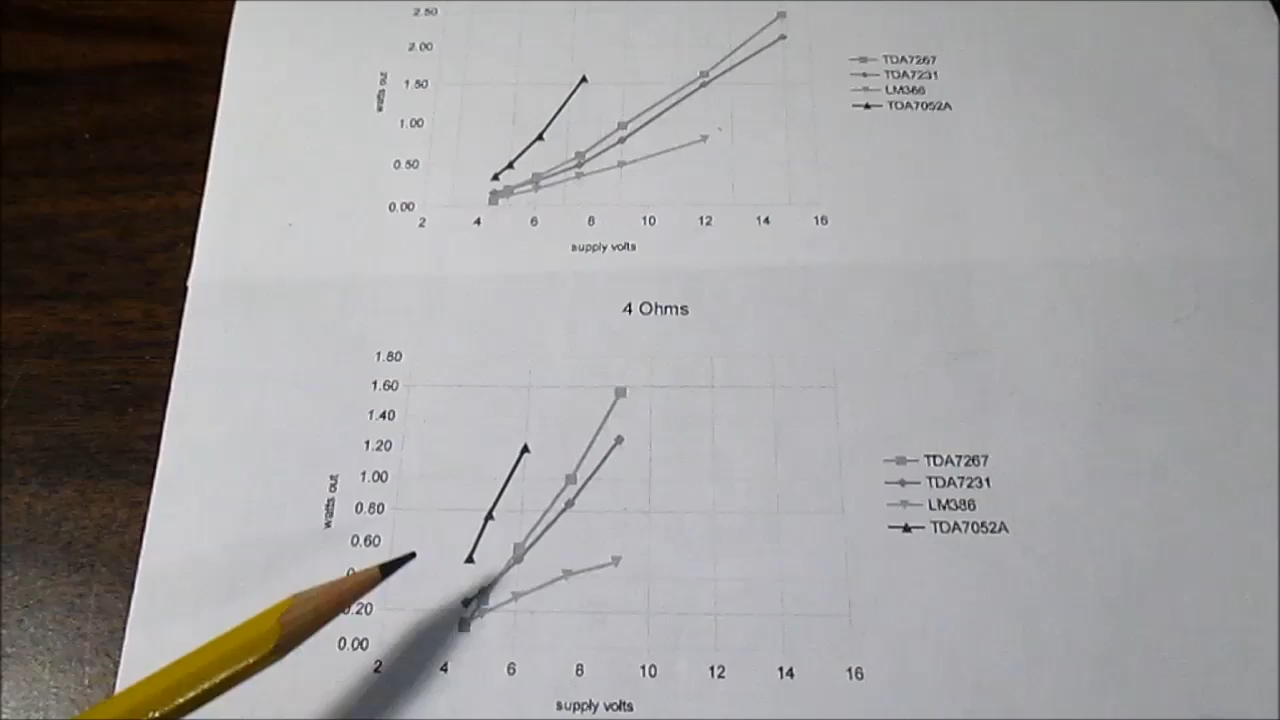 2.50
2.00
1.50
1.00
0.50
0.00
watts out
2 4 6 8 10 12 14 16
supply volts
TDA7267
TDA7231
LM386
TDA7052A
4 Ohms
1.80
1.60
1.40
1.20
1.00
0.80
0.60
0.20
0.00
watts out
2 4 6 8 10 12 14 16
supply volts
TDA7267
TDA7231
LM386
TDA7052A